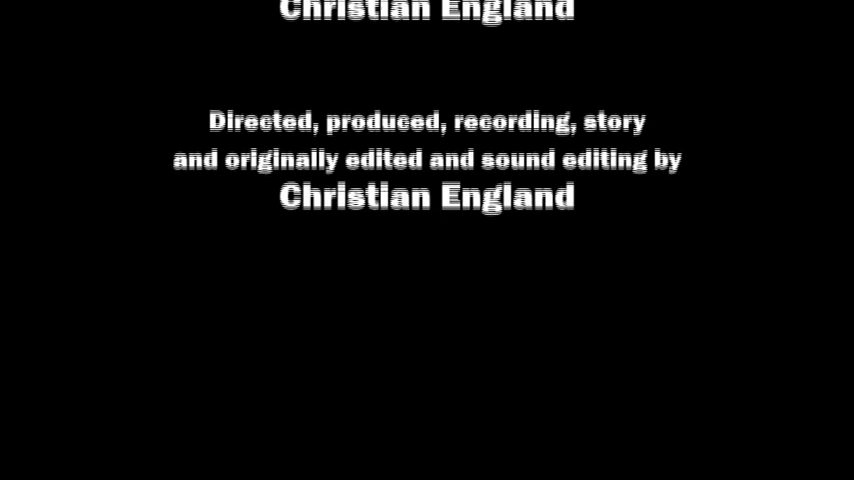 Christian England
Directed, produced, recording, story
and originally edited and sound editing by
Christian England